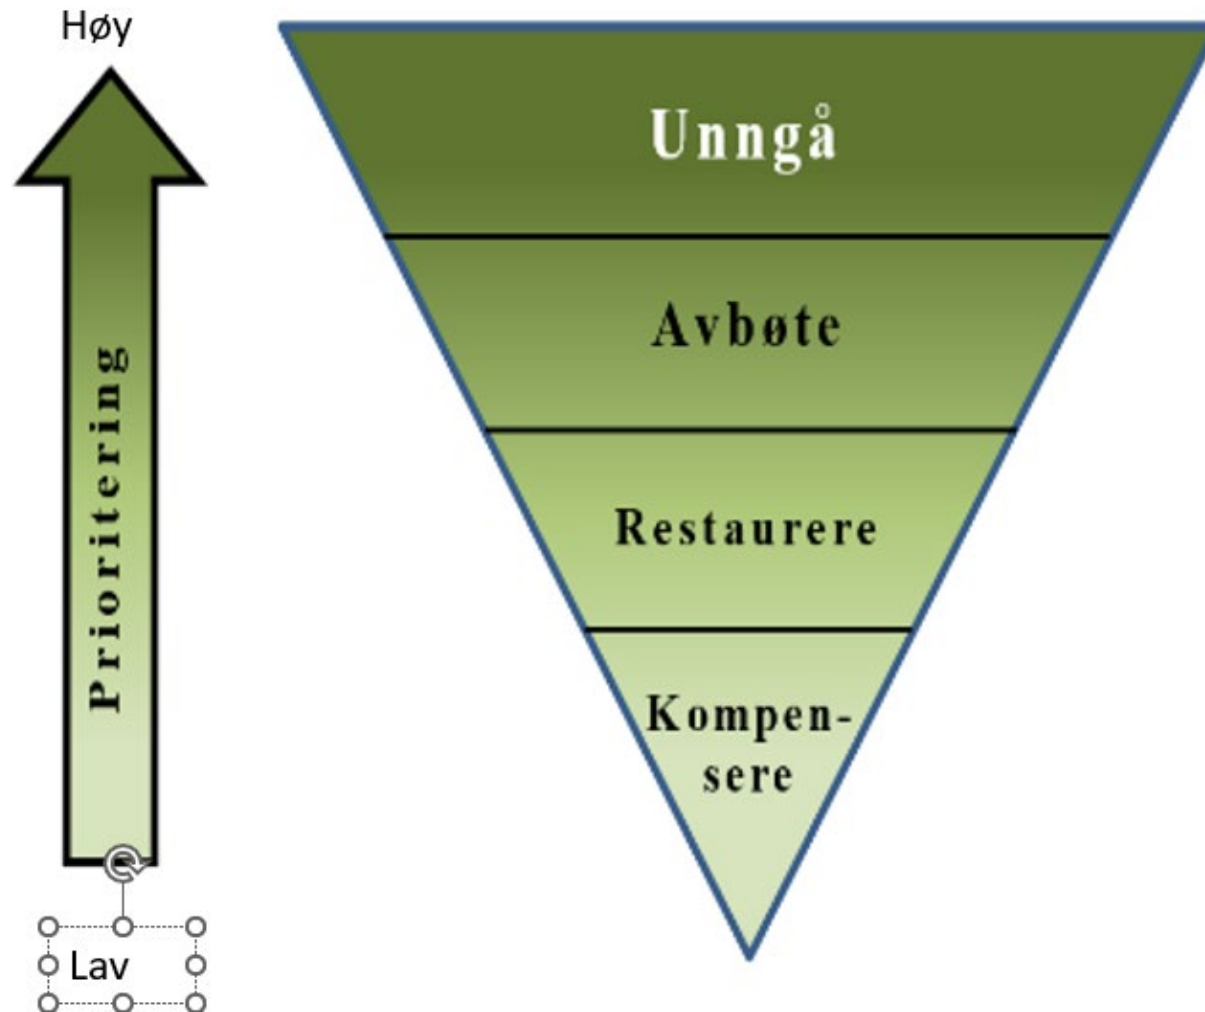 Høy
Unngå
Avbøte
Prioritering
Restaurere
Kompen-
sere
Lav